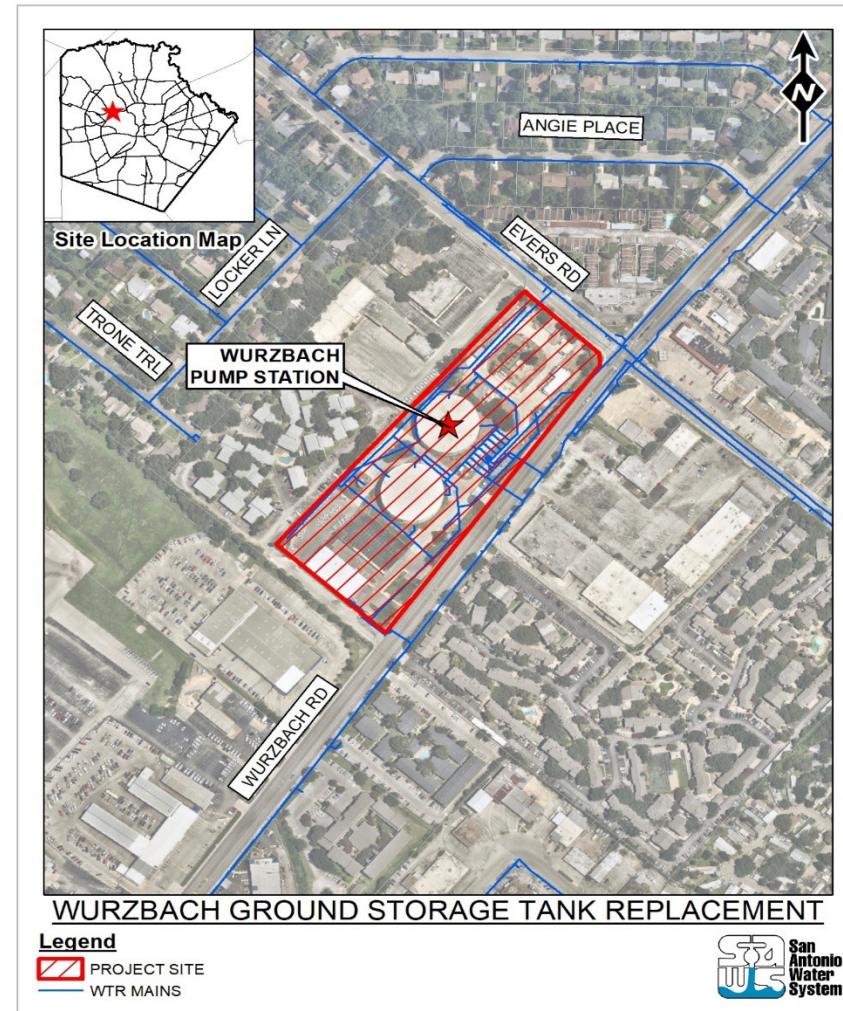 N
ANGIE PLACE
Site Location Map
LOCKER LN
EVERS RD
TRONE TRL
WURZBACH
PUMP STATION
WURZBACH RD
WURZBACH GROUND STORAGE TANK REPLACEMENT
Legend
PROJECT SITE
WTR MAINS
SAWS
San
Antonio
Water
System